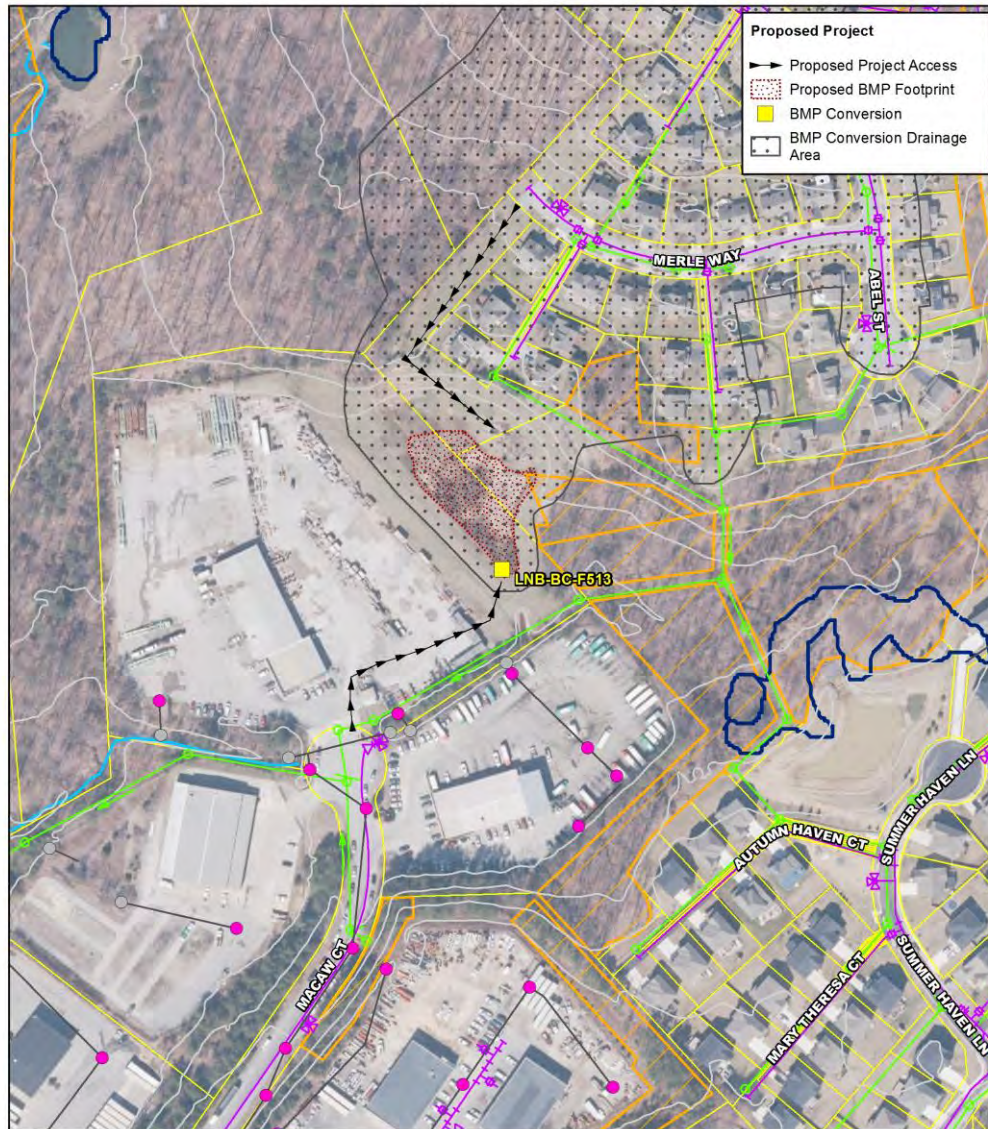 Proposed Project
Proposed Project Access
Proposed BMP Footprint
BMP Conversion
BMP Conversion Drainage
Area
MERLE WAY
ABEL ST
LNB-BC-F513
SUMMER HAVEN LN
AUTUMN HAVEN CT
MACAW CT
MARY THERESA CT
SUMMER HAVEN LN